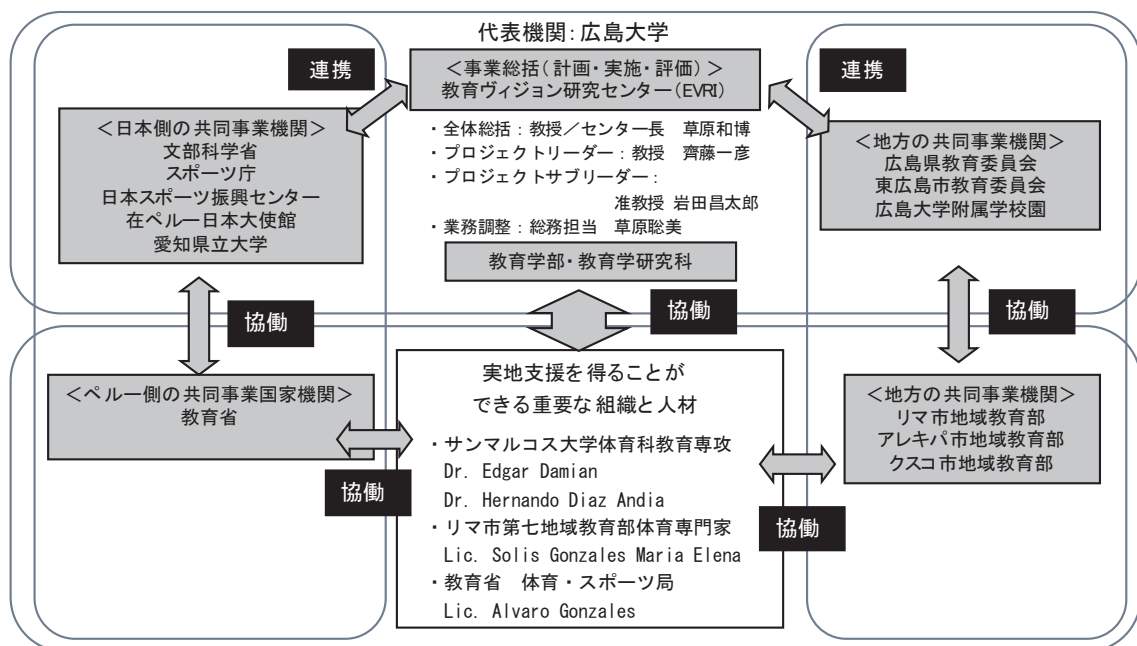 代表機関：広島大学
連携
＜事業総括（計画・実施・評価）＞
教育ヴィジョン研究センター（EVRI）
連携
＜日本側の共同事業機関＞
文部科学省
スポーツ庁
日本スポーツ振興センター
在ペルー日本大使館
愛知県立大学
・全体総括：教授／センター長　草原和博
・プロジェクトリーダー：教授　齊藤一彦
・プロジェクトサブリーダー：
准教授 岩田昌太郎
・業務調整：総務担当　草原聡美
教育学部・教育学研究科
＜地方の共同事業機関＞
広島県教育委員会
東広島市教育委員会
広島大学附属学校園
協働
協働
協働
＜ペルー側の共同事業国家機関＞
教育省
協働
実地支援を得ることが
できる重要な組織と人材
・サンマルコス大学体育科教育専攻
Dr. Edgar Damian
Dr. Hernando Diaz Andia
・リマ市第七地域教育部体育専門家
Lic. Solis Gonzales Maria Elena
・教育省　体育・スポーツ局
Lic. Alvaro Gonzales
＜地方の共同事業機関＞
リマ市地域教育部
アレキパ市地域教育部
クスコ市地域教育部
協働